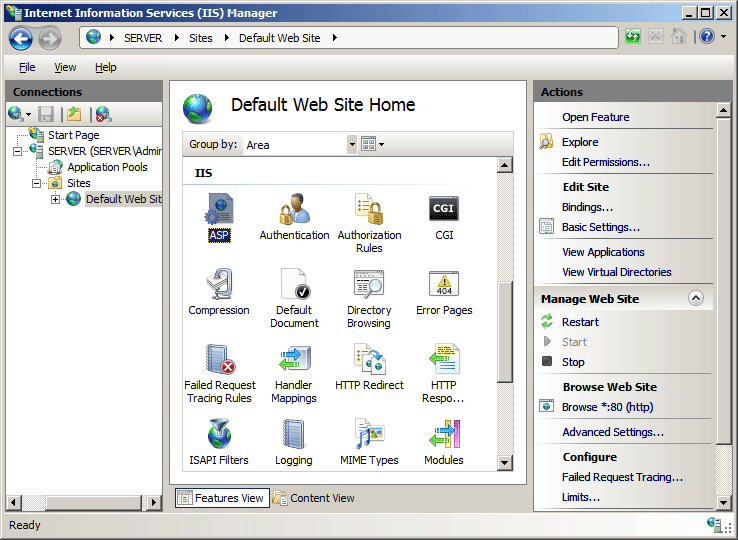 Internet Information Services (IIS) Manager
SERVER Sites Default Web Site
File View Help
Connections
Start Page
SERVER (SERVER\Admir
Application Pools
Sites
Default Web Sit
Default Web Site Home
Group by: Area
IIS
ASP
Authentication
Authorization
Rules
CGI
Compression
Default
Document
Directory
Browsing
404
Error Pages
Failed Request
Tracing Rules
Handler
Mappings
HTTP Redirect
HTTP
Respo...
ISAPI Filters
Logging
MIME Types
Modules
Features View
Content View
Actions
Open Feature
Explore
Edit Permissions...
Edit Site
Bindings...
Basic Settings...
View Applications
View Virtual Directories
Manage Web Site
Restart
Start
Stop
Browse Web Site
Browse *:80 (http)
Advanced Settings...
Configure
Failed Request Tracing...
Limits...
Ready